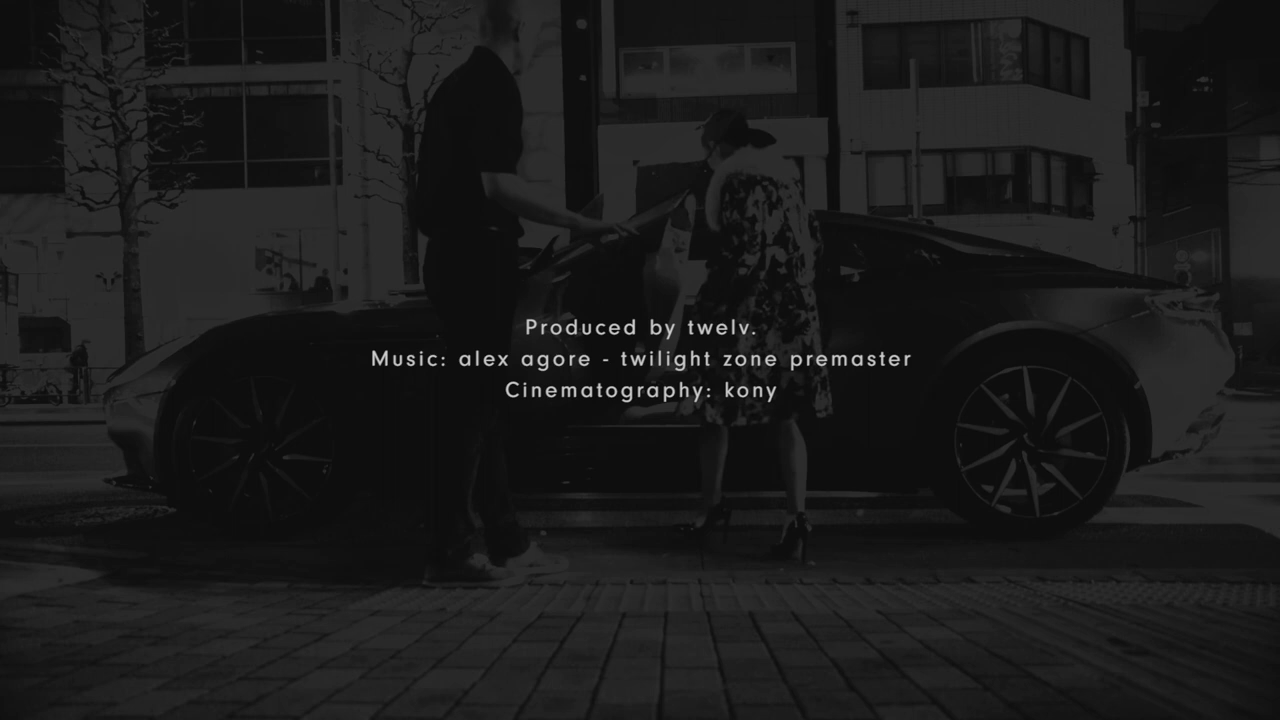 Produced by twelv.
Music: alex agore - twilight zone premaster
Cinematography: kony